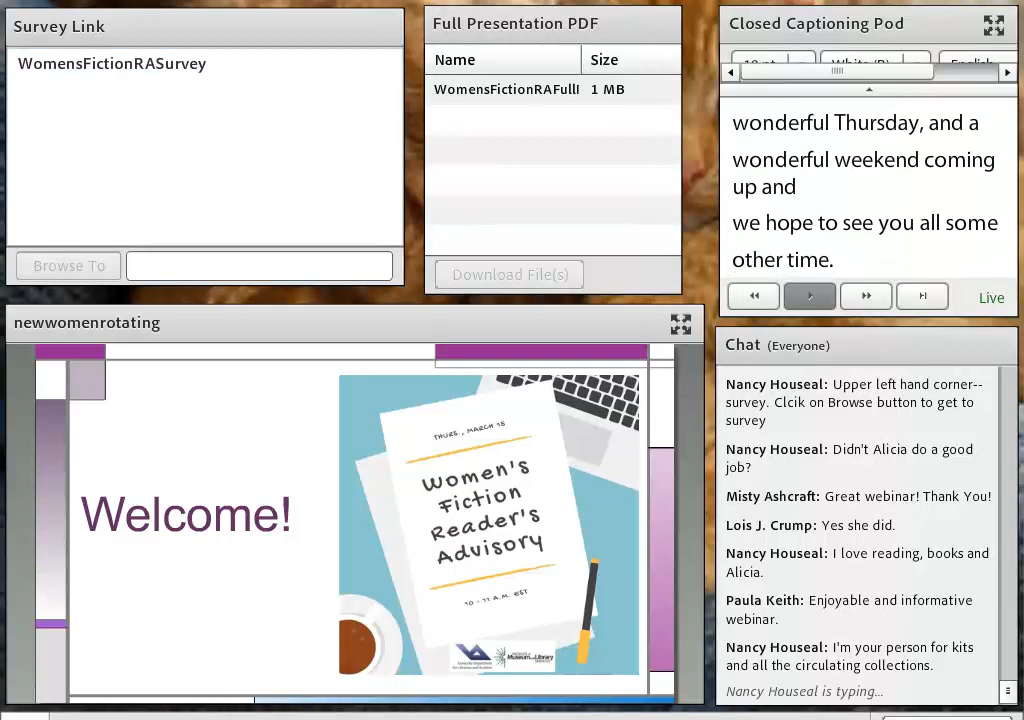 Survey Link
WomensFictionRASurvey
Browse To
Full Presentation PDF
Name Size
WomensFictionRAFull 1 MB
Download File(s)
Closed Captioning Pod
wonderful Thursday, and a
wonderful weekend coming
up and
we hope to see you all some
other time.
Live
newwomenrotating
Welcome!
THURS., MARCH 18
Women's
Fiction
Reader's
Advisory
10 - 11 A.M. EST
Museum and Library
Chat (Everyone)
Nancy Houseal: Upper left hand corner--
survey. Clcik on Browse button to get to
survey
Nancy Houseal: Didn't Alicia do a good
job?
Misty Ashcraft: Great webinar! Thank You!
Lois J. Crump: Yes she did.
Nancy Houseal: I love reading, books and
Alicia.
Paula Keith: Enjoyable and informative
webinar.
Nancy Houseal: I'm your person for kits
and all the circulating collections.
Nancy Houseal is typing...